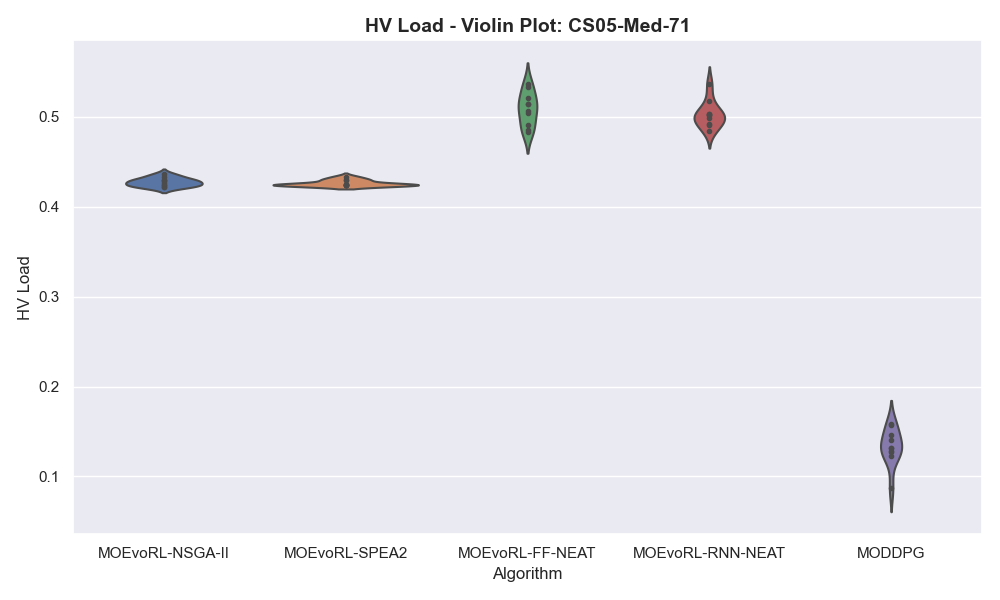 HV Load - Violin Plot: CS05-Med-71
HV Load
0.5
0.4
0.3
0.2
0.1
MOEvoRL-NSGA-II
MOEvoRL-SPEA2
MOEvoRL-FF-NEAT
MOEvoRL-RNN-NEAT
MODDPG
Algorithm